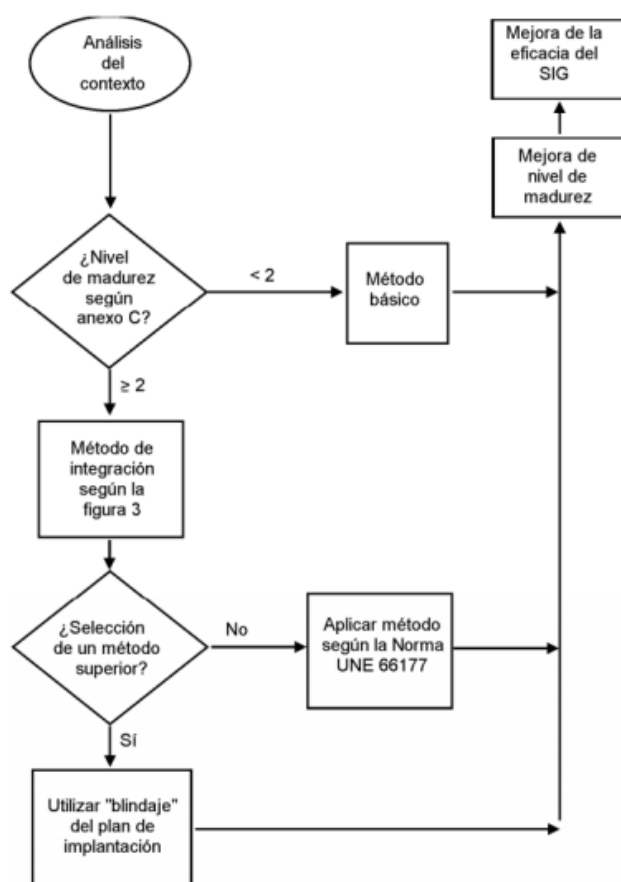 Análisis
del
contexto
Mejora de la
eficacia del
SIG
Mejora de
nivel de
madurez
¿Nivel
de madurez
según
anexo C?
< 2
Método
básico
≥ 2
Método de
integración
según la
figura 3
¿Selección
de un método
superior?
No
Aplicar método
según la Norma
UNE 66177
Sí
Utilizar "blindaje"
del plan de
implantación